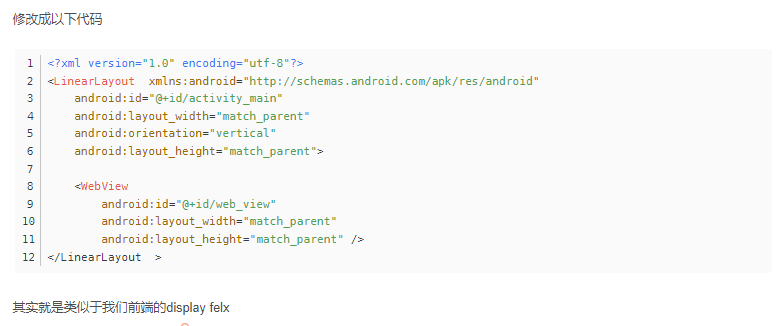 修改成以下代码
1 <?xml version="1.0" encoding="utf-8"?>
2 <LinearLayout  xmlns:android="http://schemas.android.com/apk/res/android"
3     android:id="@+id/activity_main"
4     android:layout_width="match_parent"
5     android:orientation="vertical"
6     android:layout_height="match_parent">
7
8     <WebView
9         android:id="@+id/web_view"
10         android:layout_width="match_parent"
11         android:layout_height="match_parent" />
12 </LinearLayout  >
其实就是类似于我们前端的display felx